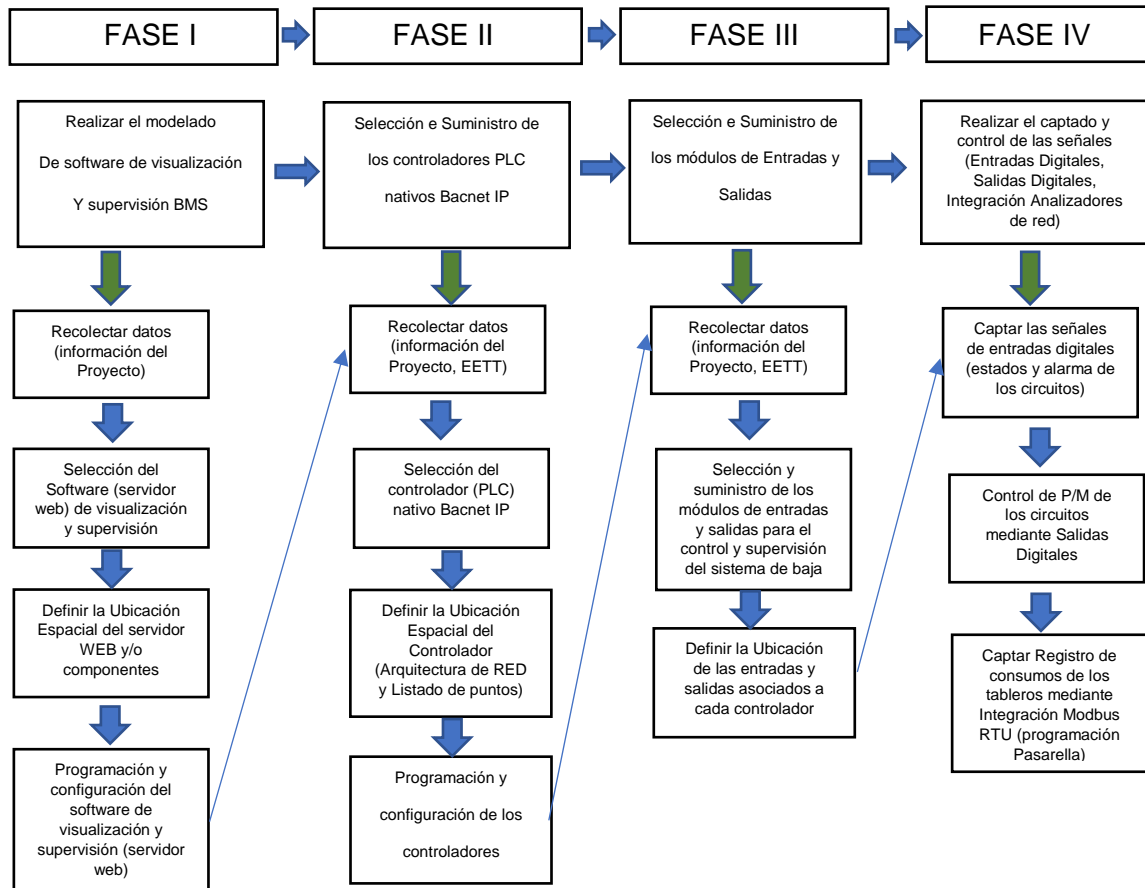 FASE I
FASE II
FASE III
FASE IV
Realizar el modelado
De software de visualización
Y supervisión BMS
Selección e Suministro de
los controladores PLC
nativos Bacnet IP
Selección e Suministro de
los módulos de Entradas y
Salidas
Realizar el captado y
control de las señales
(Entradas Digitales,
Salidas Digitales,
Integración Analizadores
de red)
Recolectar datos
(información del
Proyecto)
Recolectar datos
(información del
Proyecto, EETT)
Recolectar datos
(información del
Proyecto, EETT)
Captar las señales
de entradas digitales
(estados y alarma de
los circuitos)
Selección del
Software (servidor
web) de visualización
y supervisión
Selección del
controlador (PLC)
nativo Bacnet IP
Selección y
suministro de los
módulos de entradas
y salidas para el
control y supervisión
del sistema de baja
Control de P/M de
los circuitos
mediante Salidas
Digitales
Definir la Ubicación
Espacial del servidor
WEB y/o
componentes
Definir la Ubicación
Espacial del
Controlador
(Arquitectura de RED
y Listado de puntos)
Definir la Ubicación
de las entradas y
salidas asociados a
cada controlador
Captar Registro de
consumos de los
tableros mediante
Integración Modbus
RTU (programación
Pasarella)
Programación y
configuración del
software de
visualización y
supervisión (servidor
web)
Programación y
configuración de los
controladores